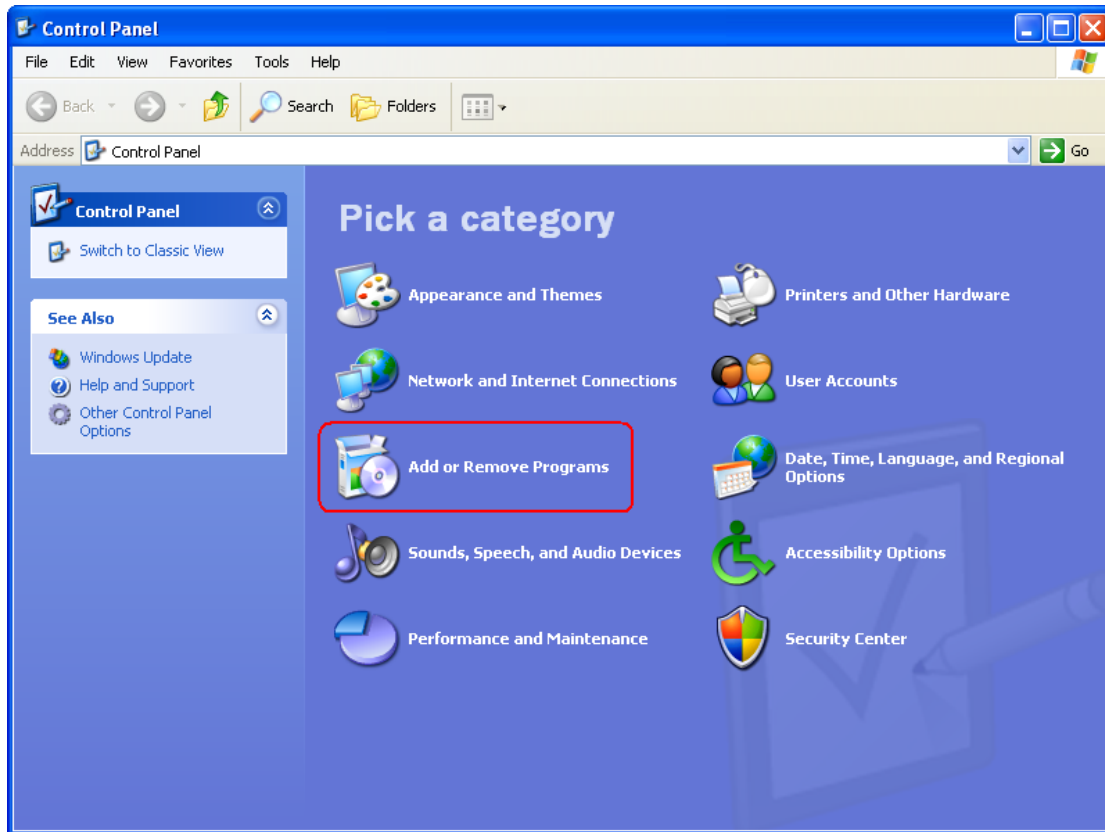 Control Panel
File Edit View Favorites Tools Help
Back Search Folders
Address Control Panel Go
Control Panel
Switch to Classic View
See Also
Windows Update
Help and Support
Other Control Panel
Options
Pick a category
Appearance and Themes
Printers and Other Hardware
Network and Internet Connections
User Accounts
Add or Remove Programs
Date, Time, Language, and Regional
Options
Sounds, Speech, and Audio Devices
Accessibility Options
Performance and Maintenance
Security Center